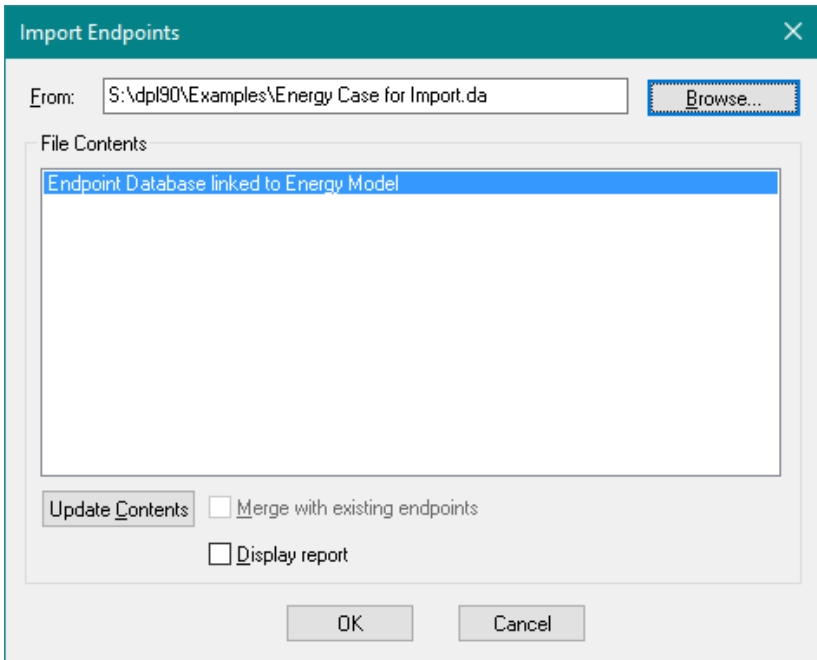 Import Endpoints
From: S:\dpl90\Examples\Energy Case for Import.da Browse...
File Contents
Endpoint Database linked to Energy Model
Update Contents Merge with existing endpoints
Display report
OK Cancel